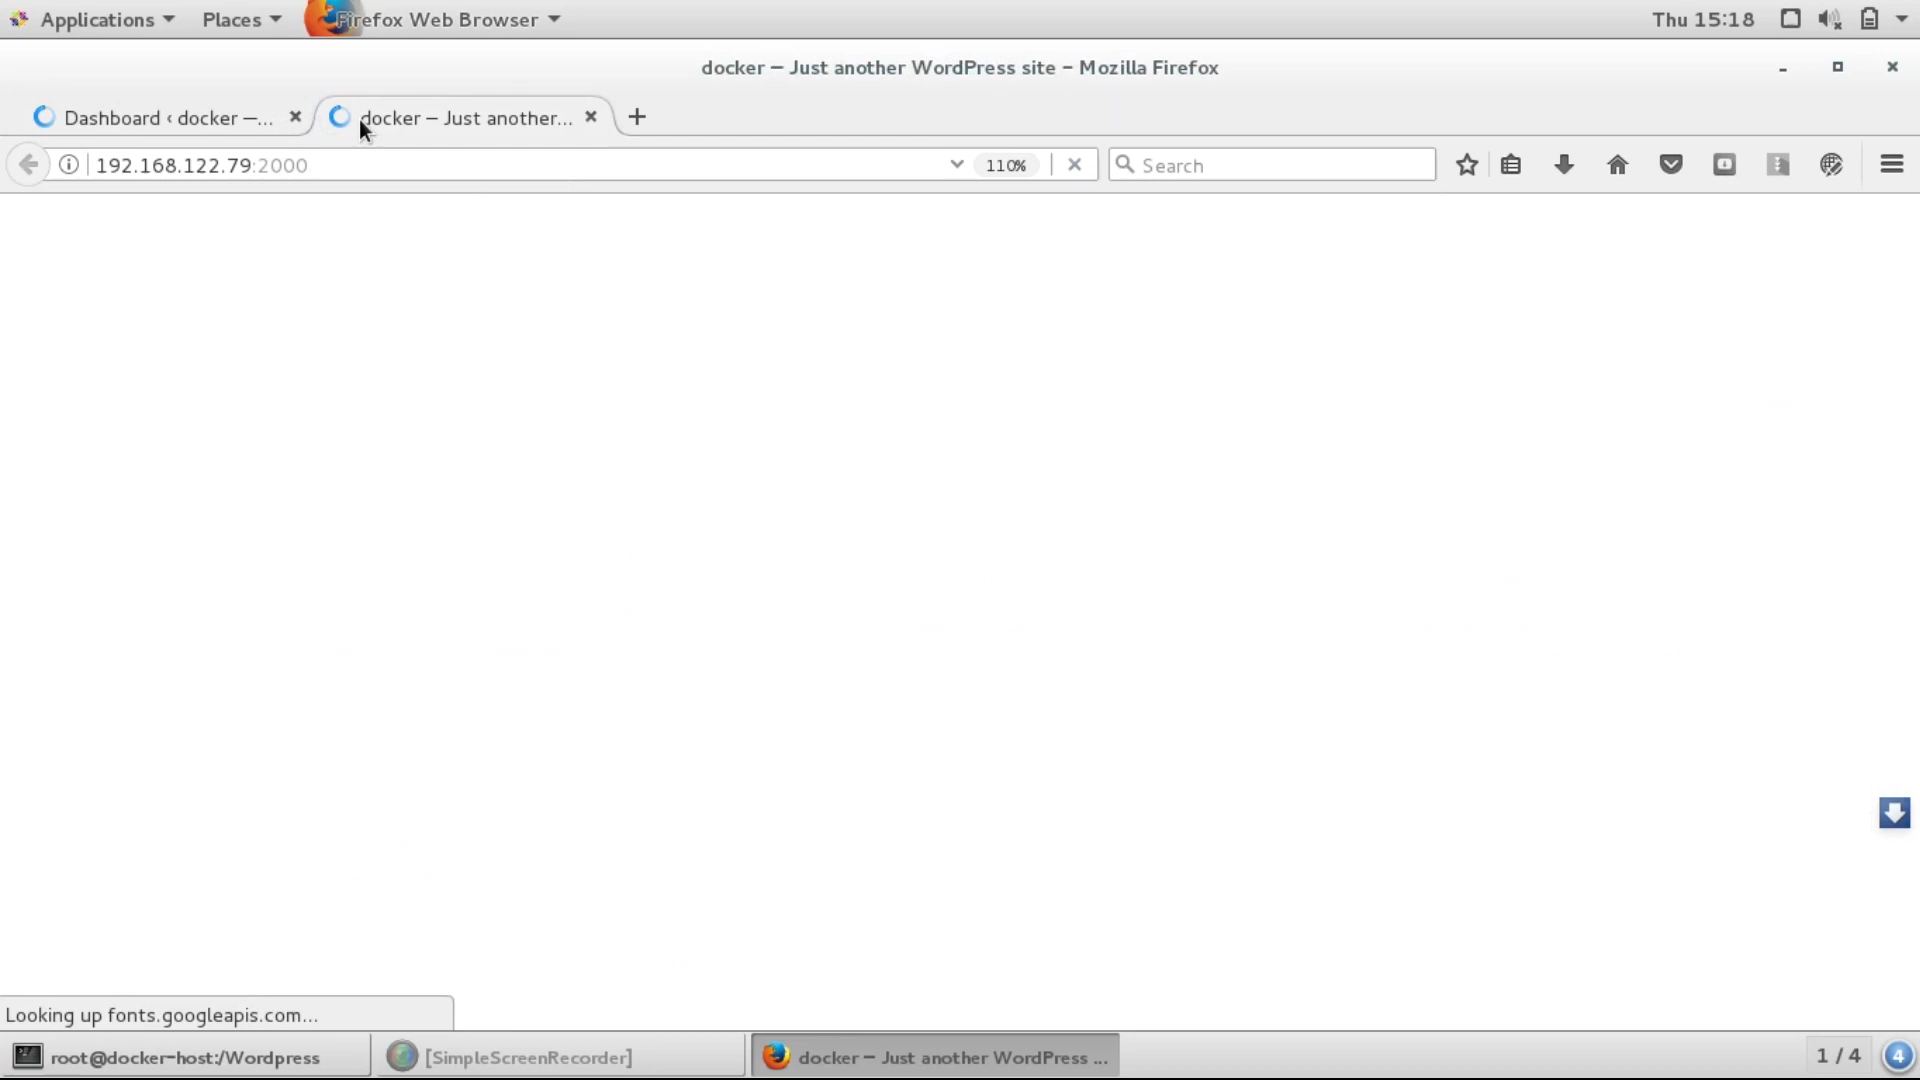 Applications Places Firefox Web Browser Thu 15:18
docker – Just another WordPress site – Mozilla Firefox
Dashboard ‹ docker —... docker – Just another...
192.168.122.79:2000 110% Search
Looking up fonts.googleapis.com...
root@docker-host:/Wordpress [SimpleScreenRecorder] docker – Just another WordPress ... 1 / 4 4